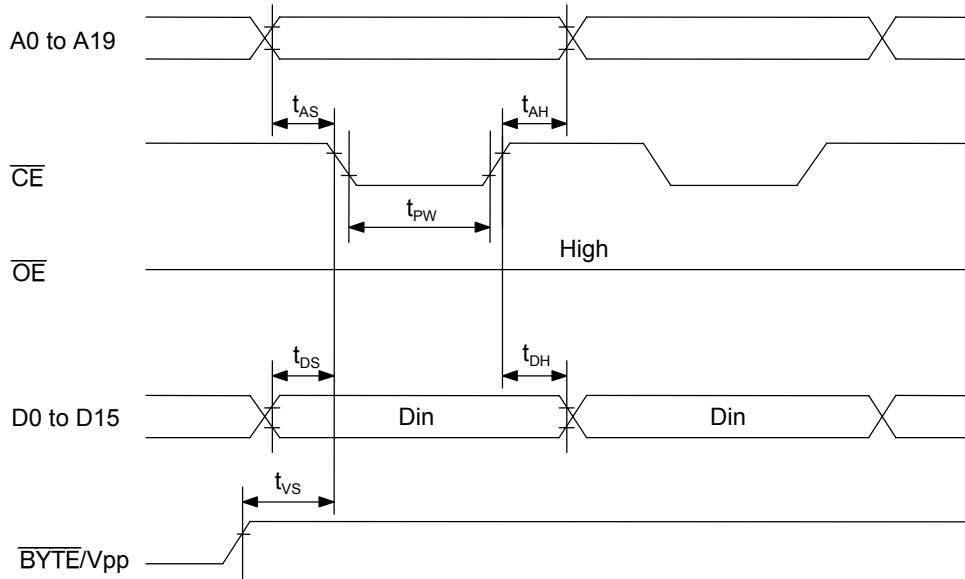 A0 to A19
tAS
tAH
CE
tPW
High
OE
tDS
tDH
D0 to D15
Din
Din
tVS
BYTE/Vpp